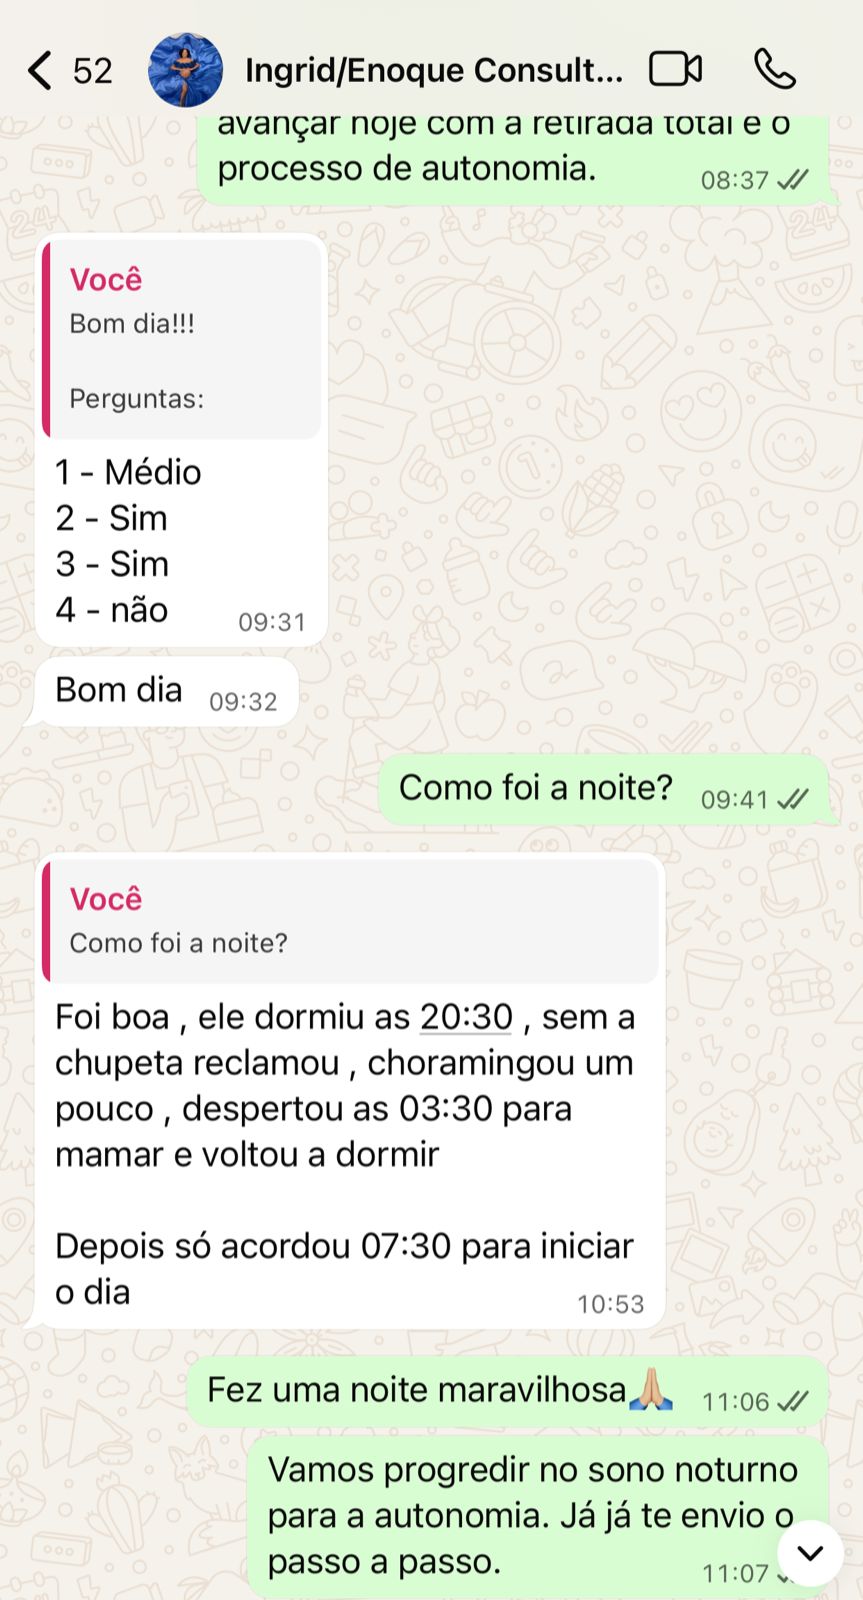 52
Ingrid/Enoque Consult...
avançar hoje com a retirada total e o
processo de autonomia.
08:37
Você
Bom dia!!!
Perguntas:
1 - Médio
2 - Sim
3 - Sim
4 - não
09:31
Bom dia
09:32
Como foi a noite?
09:41
Você
Como foi a noite?
Foi boa , ele dormiu as 20:30 , sem a
chupeta reclamou , choramingou um
pouco , despertou as 03:30 para
mamar e voltou a dormir
Depois só acordou 07:30 para iniciar
o dia
10:53
Fez uma noite maravilhosa🙏🏼
11:06
Vamos progredir no sono noturno
para a autonomia. Já já te envio o
passo a passo.
11:07